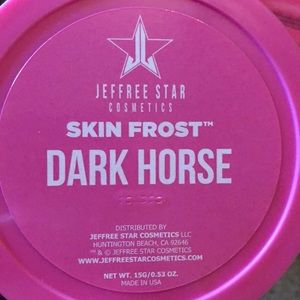 JEFFREE STAR
COSMETICS
SKIN FROST™
DARK HORSE
DISTRIBUTED BY
JEFFREE STAR COSMETICS LLC
HUNTINGTON BEACH, CA 92646
™ & © JEFFREE STAR COSMETICS
WWW.JEFFREESTARCOSMETICS.COM
NET. WT. 15G/0.53 OZ.
MADE IN USA